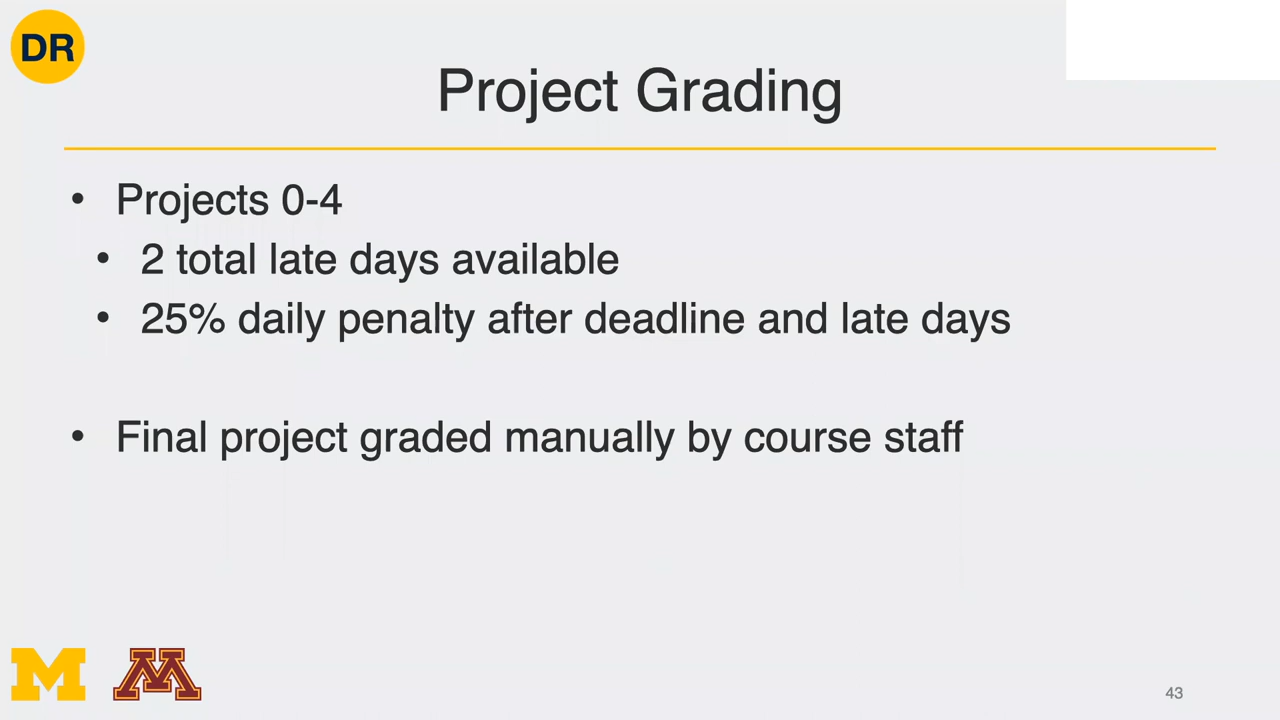 DR
Project Grading
• Projects 0-4
• 2 total late days available
• 25% daily penalty after deadline and late days
• Final project graded manually by course staff
M M
43